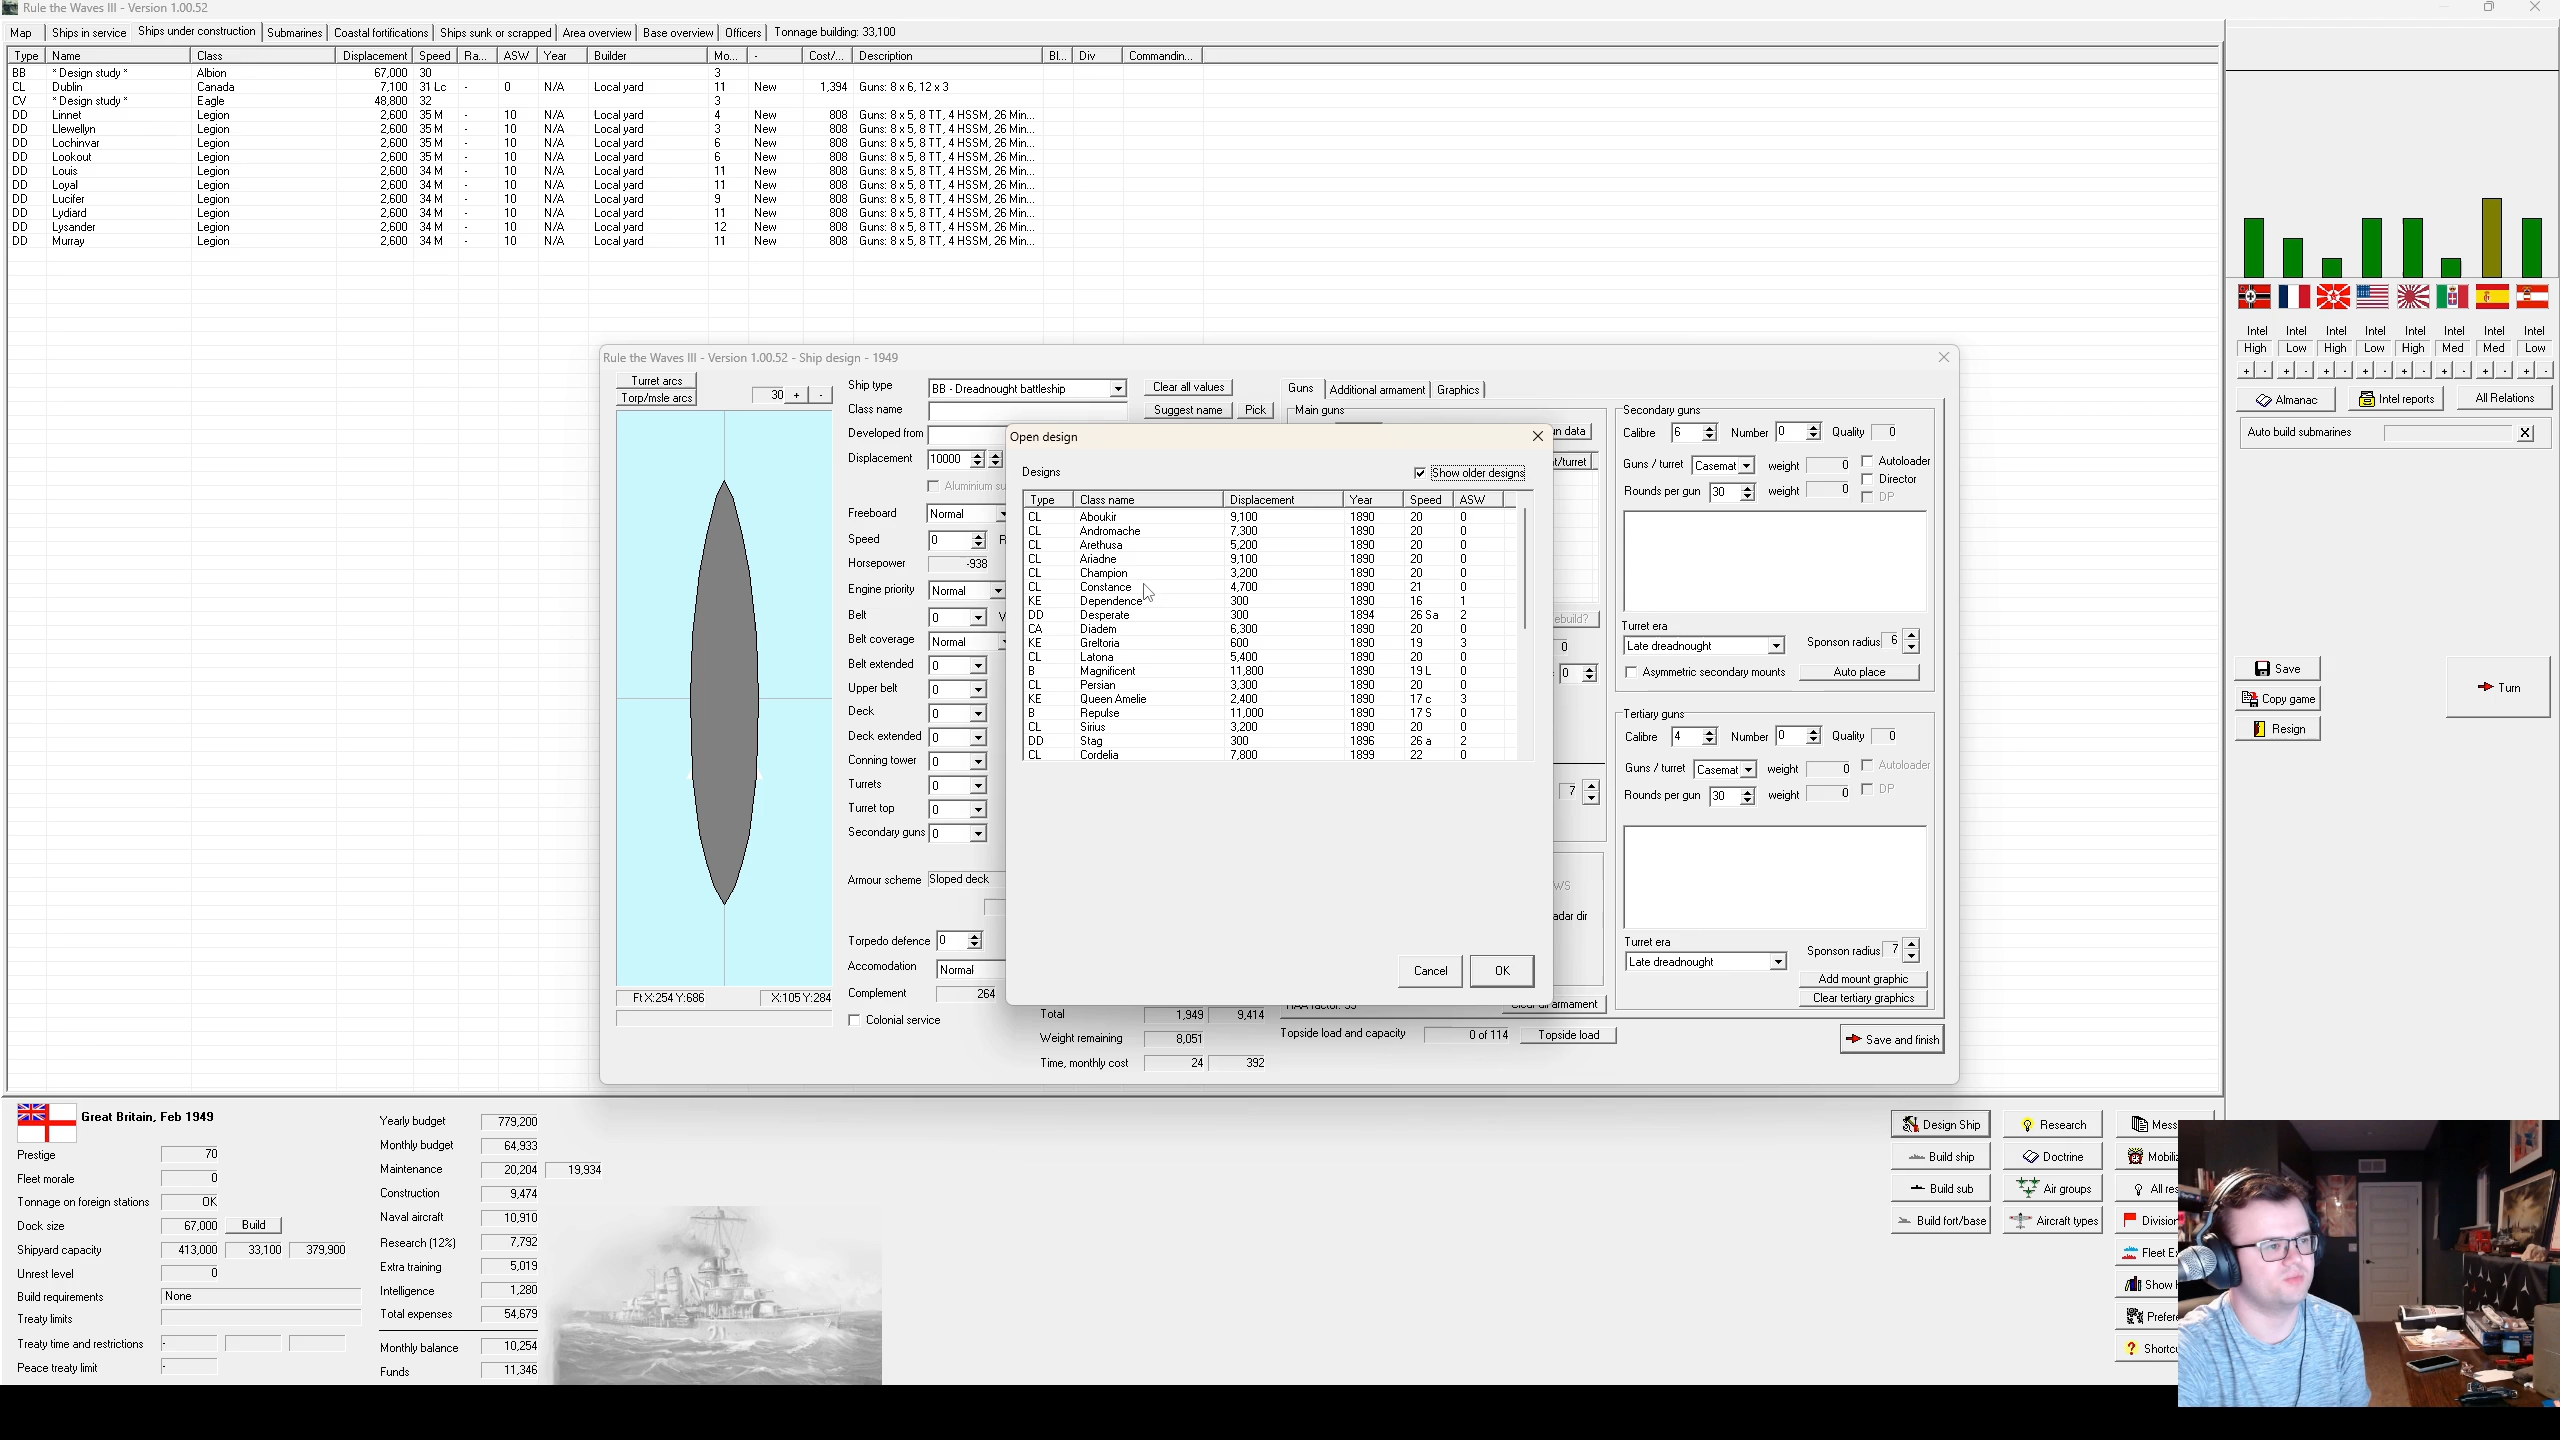 Rule the Waves III - Version 1.00.52
Map Ships in service Ships under construction Submarines Coastal fortifications Ships sunk or scrapped Area overview Base overview Officers Tonnage building: 33,100
Type Name Class Displacement Speed Ra... ASW Year Builder Mo... - Cost/... Description Bl... Div Commandin...
BB * Design study * Albion 67,000 30 3
CL Dublin Canada 7,100 31 Lc - 0 N/A Local yard 11 New 1,394 Guns: 8 x 6, 12 x 3
CV * Design study * Eagle 48,800 32 3
DD Linnet Legion 2,600 35 M - 10 N/A Local yard 4 New 808 Guns: 8 x 5, 8 TT, 4 HSSM, 26 Min...
DD Llewellyn Legion 2,600 35 M - 10 N/A Local yard 3 New 808 Guns: 8 x 5, 8 TT, 4 HSSM, 26 Min...
DD Lochinvar Legion 2,600 35 M - 10 N/A Local yard 6 New 808 Guns: 8 x 5, 8 TT, 4 HSSM, 26 Min...
DD Lookout Legion 2,600 35 M - 10 N/A Local yard 6 New 808 Guns: 8 x 5, 8 TT, 4 HSSM, 26 Min...
DD Louis Legion 2,600 34 M - 10 N/A Local yard 11 New 808 Guns: 8 x 5, 8 TT, 4 HSSM, 26 Min...
DD Loyal Legion 2,600 34 M - 10 N/A Local yard 11 New 808 Guns: 8 x 5, 8 TT, 4 HSSM, 26 Min...
DD Lucifer Legion 2,600 34 M - 10 N/A Local yard 9 New 808 Guns: 8 x 5, 8 TT, 4 HSSM, 26 Min...
DD Lydiard Legion 2,600 34 M - 10 N/A Local yard 11 New 808 Guns: 8 x 5, 8 TT, 4 HSSM, 26 Min...
DD Lysander Legion 2,600 34 M - 10 N/A Local yard 12 New 808 Guns: 8 x 5, 8 TT, 4 HSSM, 26 Min...
DD Murray Legion 2,600 34 M - 10 N/A Local yard 11 New 808 Guns: 8 x 5, 8 TT, 4 HSSM, 26 Min...
Intel Intel Intel Intel Intel Intel Intel Intel
High Low High Low High Med Med Low
+ - + - + - + - + - + - + - + -
Almanac Intel reports All Relations
Auto build submarines X
Save
Copy game
Resign
Turn
Rule the Waves III - Version 1.00.52 - Ship design - 1949
Turret arcs
Torp/msle arcs
30 + -
Ft X:254 Y:686 X:105 Y:284
Ship type BB - Dreadnought battleship Clear all values
Class name Suggest name Pick
Developed from
Displacement 10000
Aluminium su
Freeboard Normal
Speed 0 R
Horsepower -938
Engine priority Normal
Belt 0 V
Belt coverage Normal
Belt extended 0
Upper belt 0
Deck 0
Deck extended 0
Conning tower 0
Turrets 0
Turret top 0
Secondary guns 0
Armour scheme Sloped deck
Torpedo defence 0
Accomodation Normal
Complement 264
Colonial service
Total 1,949 9,414
Weight remaining 8,051
Time, monthly cost 24 392
Guns Additional armament Graphics
Main guns
un data
t/turret
ebuild?
0
0
7
WS
adar dir
Clear all armament
Topside load and capacity 0 of 114 Topside load
Secondary guns
Calibre 6 Number 0 Quality 0
Guns / turret Casemat weight 0 Autoloader
Director
Rounds per gun 30 weight 0 DP
Turret era
Late dreadnought Sponson radius 6
Asymmetric secondary mounts Auto place
Tertiary guns
Calibre 4 Number 0 Quality 0
Guns / turret Casemat weight 0 Autoloader
Rounds per gun 30 weight 0 DP
Turret era
Late dreadnought Sponson radius 7
Add mount graphic
Clear tertiary graphics
Save and finish
Open design
Designs Show older designs
Type Class name Displacement Year Speed ASW
CL Aboukir 9,100 1890 20 0
CL Andromache 7,300 1890 20 0
CL Arethusa 5,200 1890 20 0
CL Ariadne 9,100 1890 20 0
CL Champion 3,200 1890 20 0
CL Constance 4,700 1890 21 0
KE Dependence 300 1890 16 1
DD Desperate 300 1894 26 Sa 2
CA Diadem 6,300 1890 20 0
KE Greltoria 600 1890 19 3
CL Latona 5,400 1890 20 0
B Magnificent 11,800 1890 19 L 0
CL Persian 3,300 1890 20 0
KE Queen Amelie 2,400 1890 17 c 3
B Repulse 11,000 1890 17 S 0
CL Sirius 3,200 1890 20 0
DD Stag 300 1896 26 a 2
CL Cordelia 7,800 1899 22 0
Cancel OK
Great Britain, Feb 1949
Prestige 70
Fleet morale 0
Tonnage on foreign stations OK
Dock size 67,000 Build
Shipyard capacity 413,000 33,100 379,900
Unrest level 0
Build requirements None
Treaty limits
Treaty time and restrictions -
Peace treaty limit -
Yearly budget 779,200
Monthly budget 64,933
Maintenance 20,204 19,934
Construction 9,474
Naval aircraft 10,910
Research (12%) 7,792
Extra training 5,019
Intelligence 1,280
Total expenses 54,679
Monthly balance 10,254
Funds 11,346
Design Ship Research Mess
Build ship Doctrine Mobiliz
Build sub Air groups All res
Build fort/base Aircraft types Division
Fleet E
Show
Prefere
Shortcu